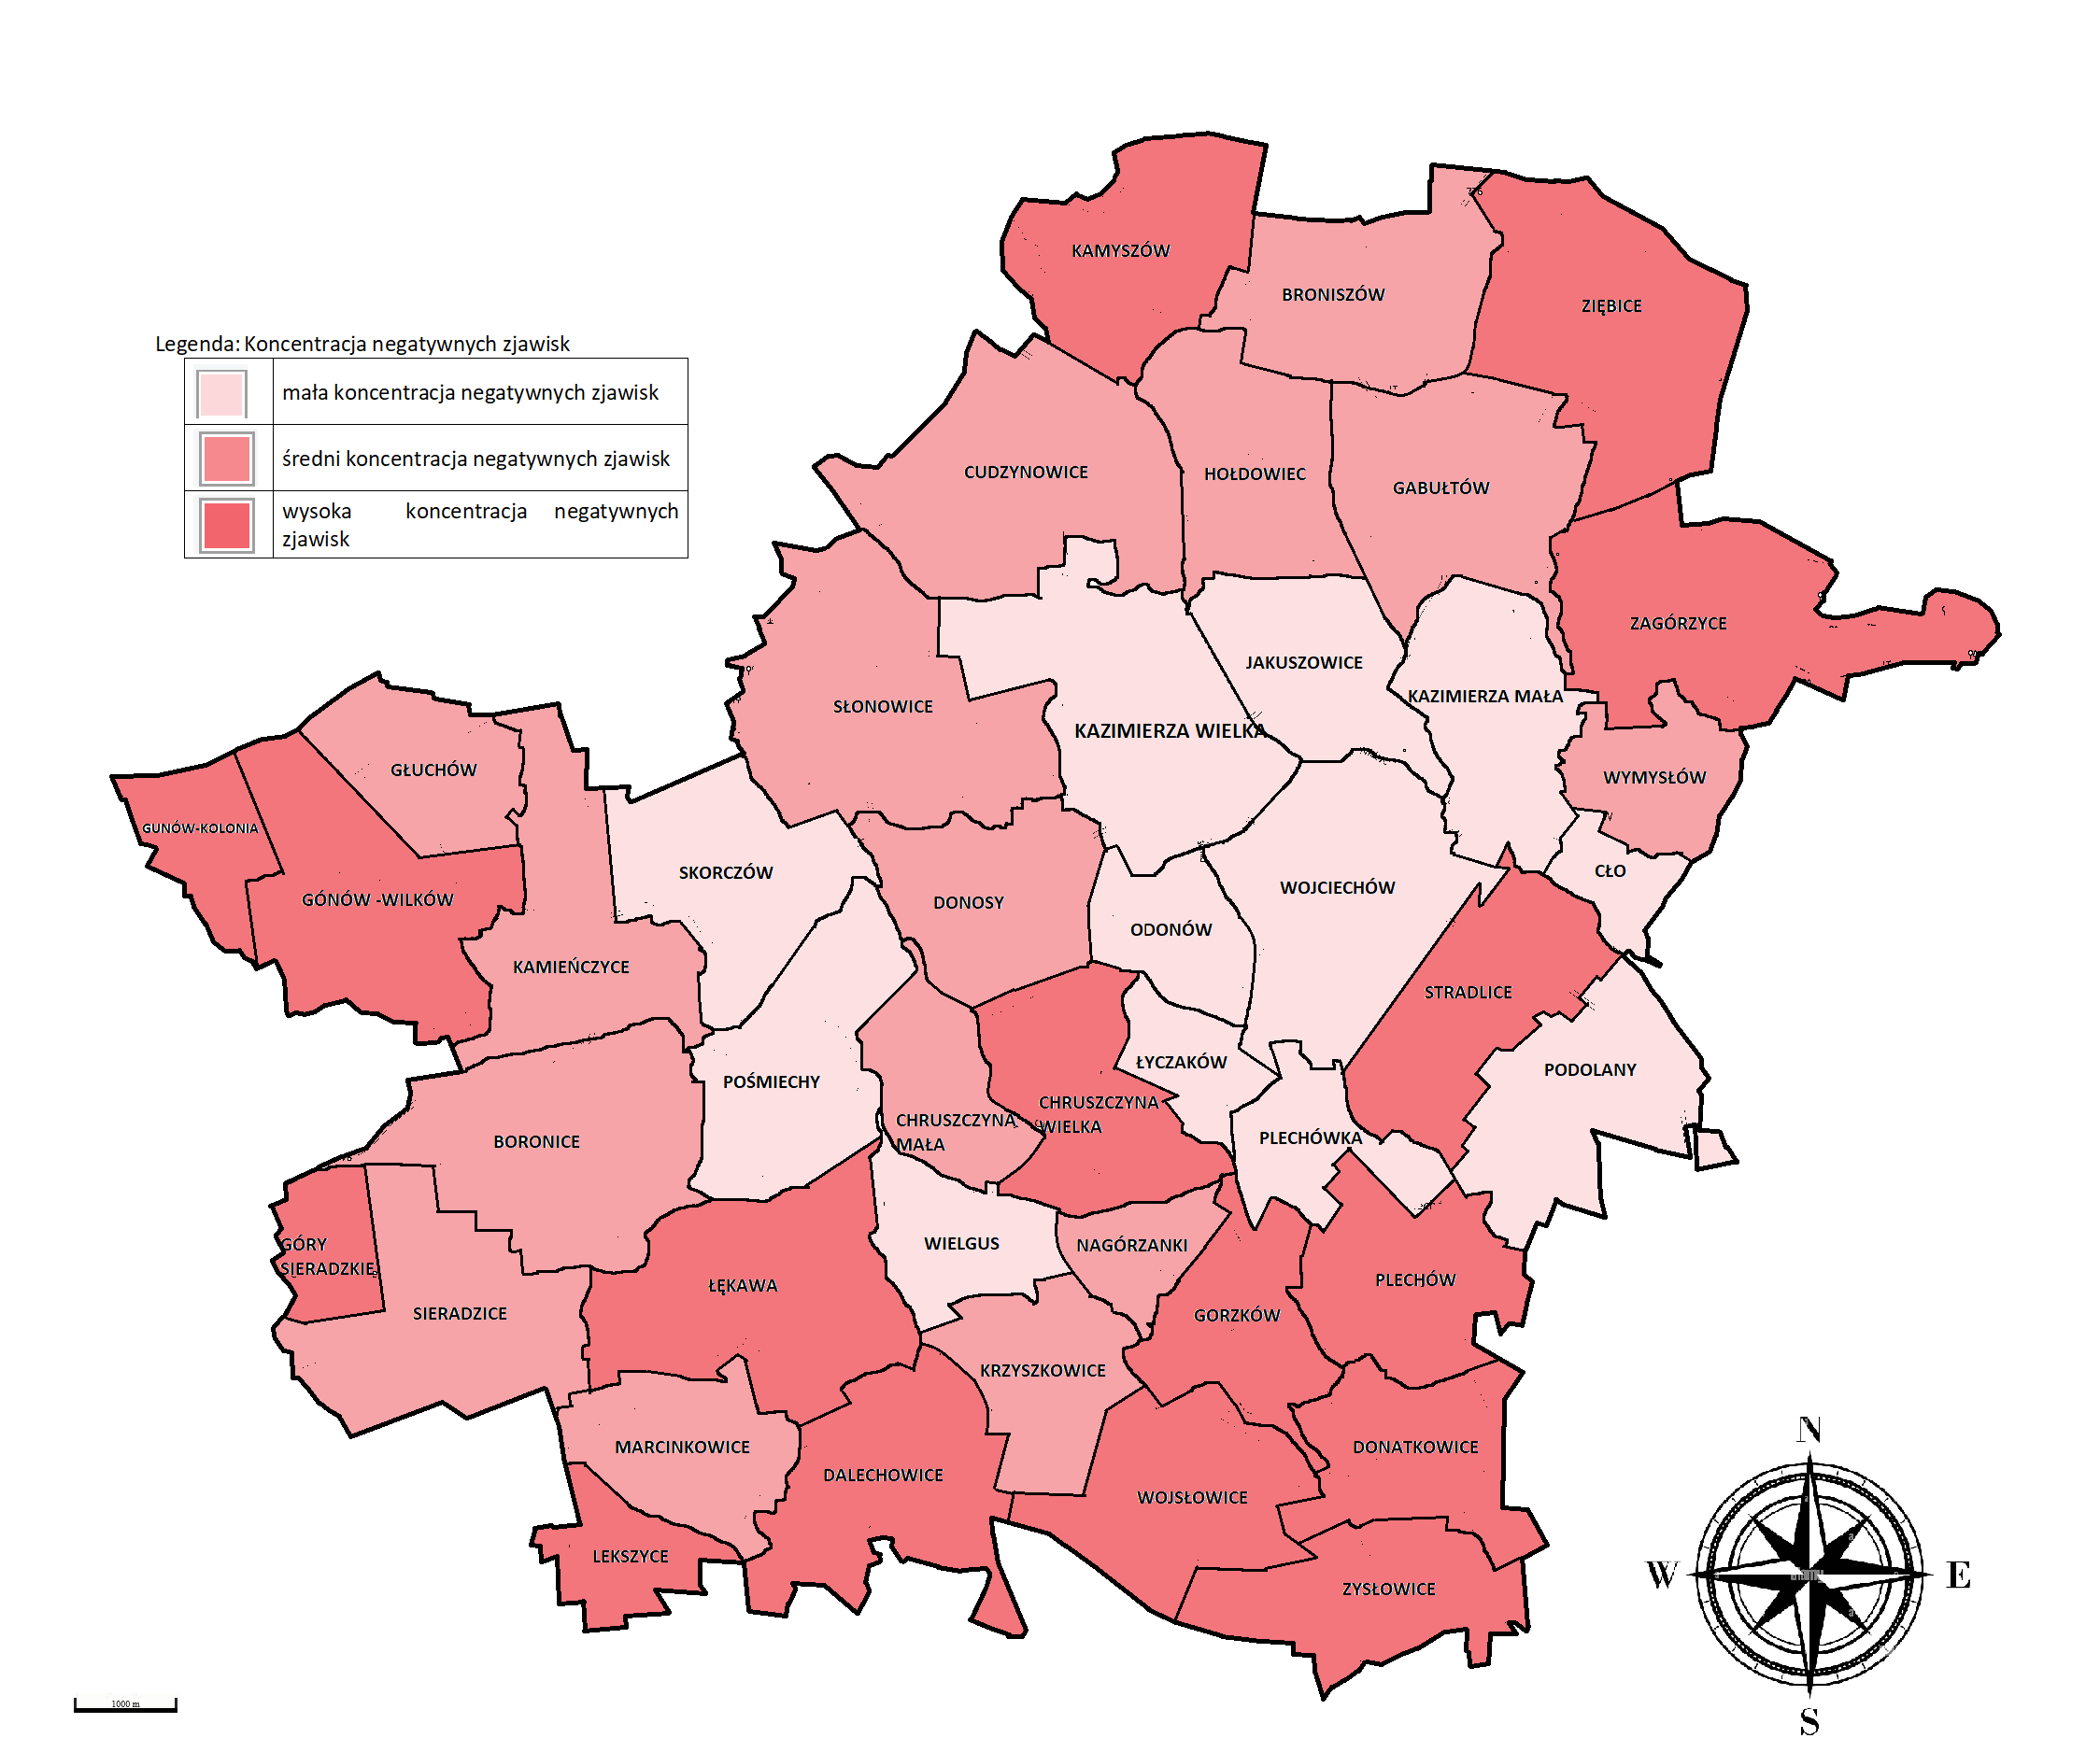 KAMYSZÓW
BRONISZÓW
ZIĘBICE
Legenda: Koncentracja negatywnych zjawisk
mała koncentracja negatywnych zjawisk
średni koncentracja negatywnych zjawisk
wysoka koncentracja negatywnych
zjawisk
CUDZYNOWICE
HOŁDOWIEC
GABUŁTÓW
ZAGÓRZYCE
JAKUSZOWICE
KAZIMIERZA MAŁA
SŁONOWICE
KAZIMIERZA WIELKA
GŁUCHÓW
WYMYSŁÓW
GUNÓW-KOLONIA
SKORCZÓW
CŁO
WOJCIECHÓW
GÓNÓW -WILKÓW
DONOSY
ODONÓW
KAMIEŃCZYCE
STRADLICE
ŁYCZAKÓW
PODOLANY
POŚMIECHY
CHRUSZCZYNA
WIELKA
CHRUSZCZYNA
MAŁA
PLECHÓWKA
BORONICE
GÓRY
SIERADZKIE
WIELGUS
NAGÓRZANKI
PLECHÓW
ŁĘKAWA
SIERADZICE
GORZKÓW
KRZYSZKOWICE
MARCINKOWICE
DALECHOWICE
DONATKOWICE
WOJSŁOWICE
LEKSZYCE
ZYSŁOWICE
N
W
E
S
1000 m